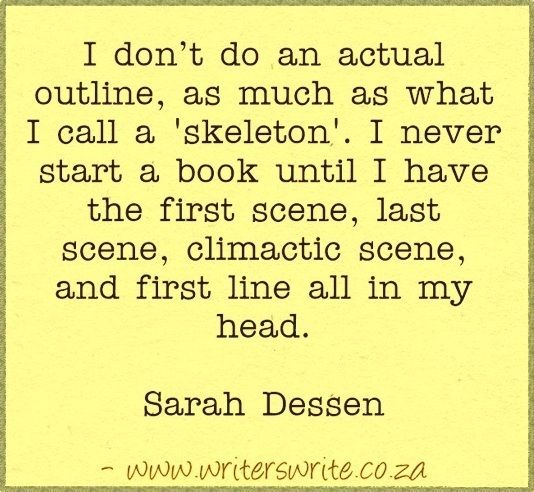 I don’t do an actual
outline, as much as what
I call a 'skeleton'. I never
start a book until I have
the first scene, last
scene, climactic scene,
and first line all in my
head.
Sarah Dessen
- www.writerswrite.co.za